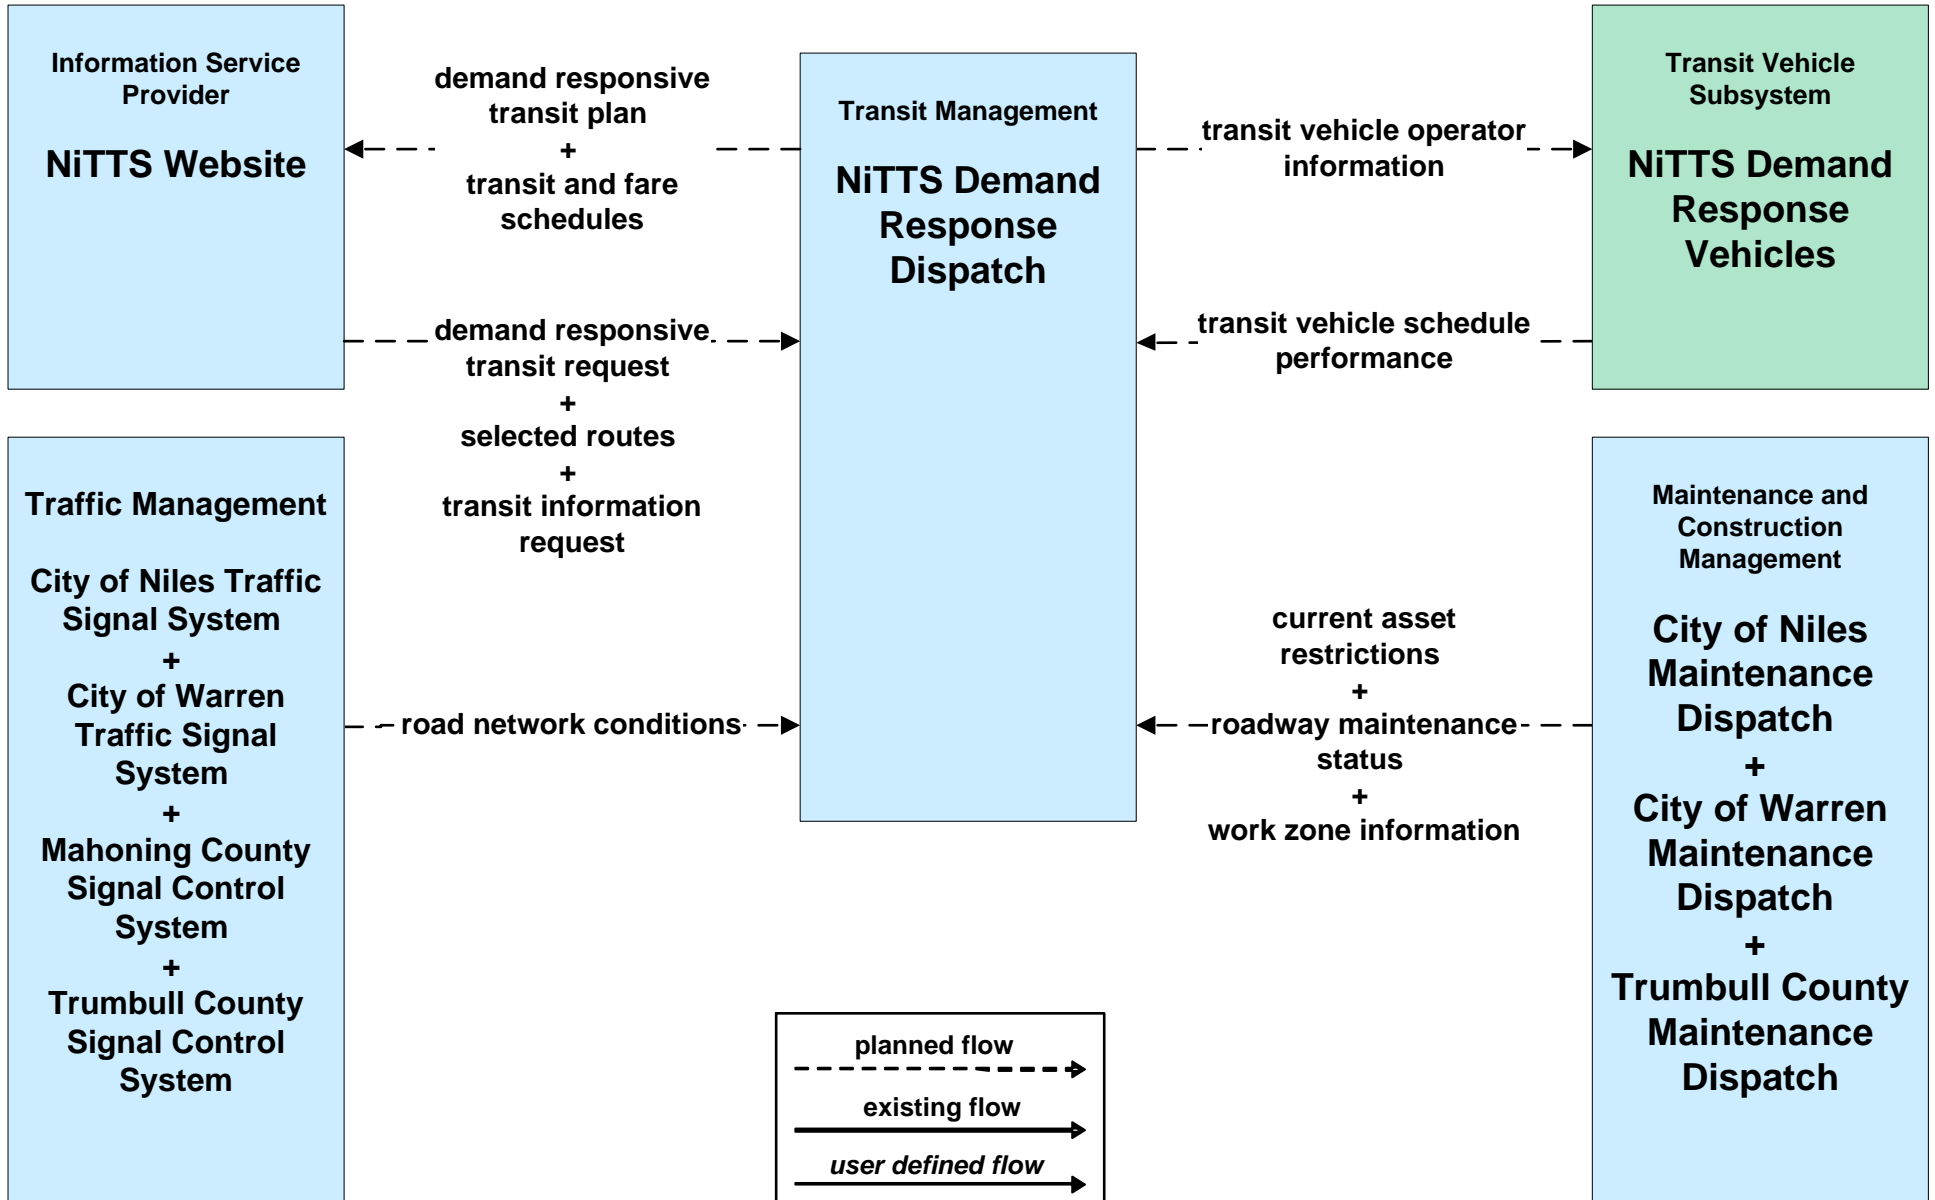 Information Service
Provider
NiTTS Website
demand responsive
transit plan
+
transit and fare
schedules
demand responsive
transit request
+
selected routes
+
transit information
request
Transit Management
NiTTS Demand
Response
Dispatch
transit vehicle operator
information
transit vehicle schedule
performance
Transit Vehicle
Subsystem
NiTTS Demand
Response
Vehicles
Traffic Management
City of Niles Traffic
Signal System
+
City of Warren
Traffic Signal
System
+
Mahoning County
Signal Control
System
+
Trumbull County
Signal Control
System
road network conditions
current asset
restrictions
+
roadway maintenance
status
+
work zone information
Maintenance and
Construction
Management
City of Niles
Maintenance
Dispatch
+
City of Warren
Maintenance
Dispatch
+
Trumbull County
Maintenance
Dispatch
planned flow
existing flow
user defined flow